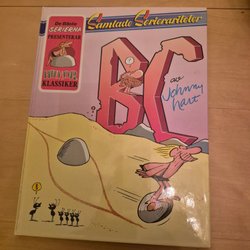 Samlade Serierariteter
De Bästa
SERIERNA
PRESENTERAR
KLASSIKER
BC
av
Johnny
hart